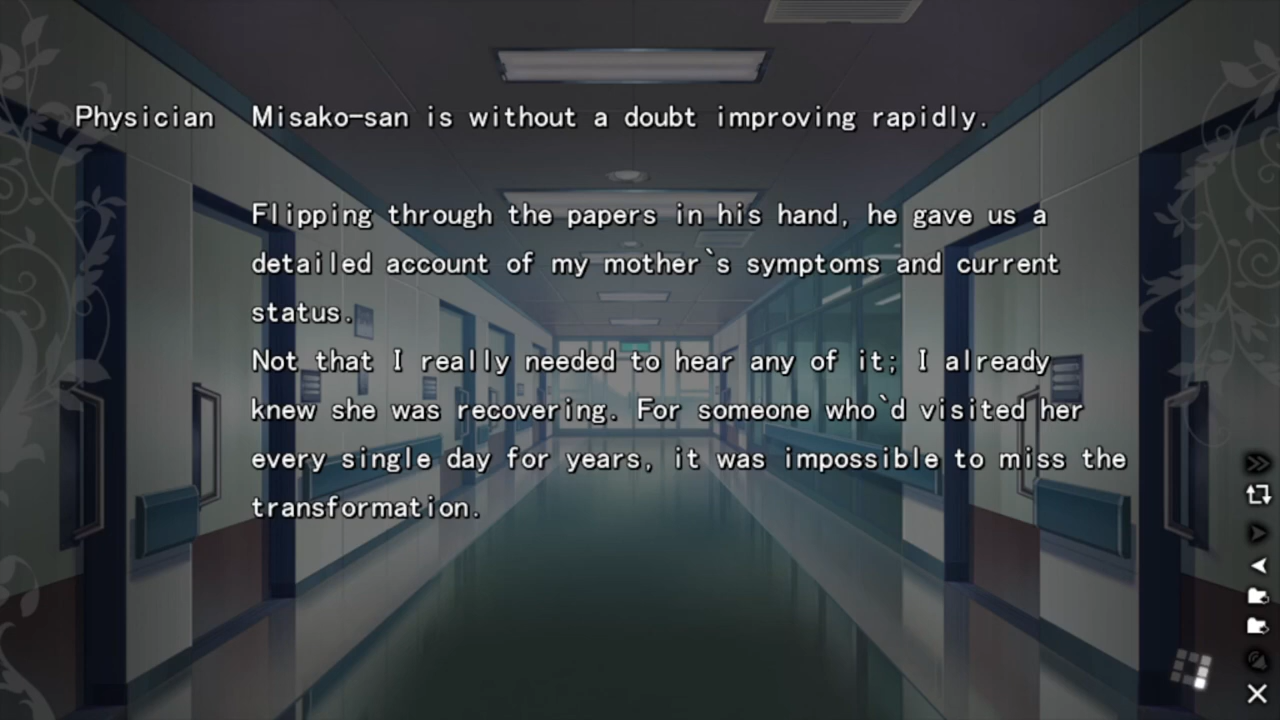 Physician Misako-san is without a doubt improving rapidly.
Flipping through the papers in his hand, he gave us a
detailed account of my mother`s symptoms and current
status.
Not that I really needed to hear any of it; I already
knew she was recovering. For someone who`d visited her
every single day for years, it was impossible to miss the
transformation.